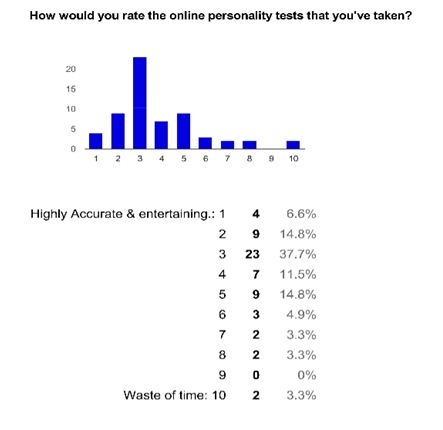 How would you rate the online personality tests that you've taken?
20
15
10
5
0
1 2 3 4 5 6 7 8 9 10
Highly Accurate & entertaining.: 1 4 6.6%
2 9 14.8%
3 23 37.7%
4 7 11.5%
5 9 14.8%
6 3 4.9%
7 2 3.3%
8 2 3.3%
9 0 0%
Waste of time: 10 2 3.3%